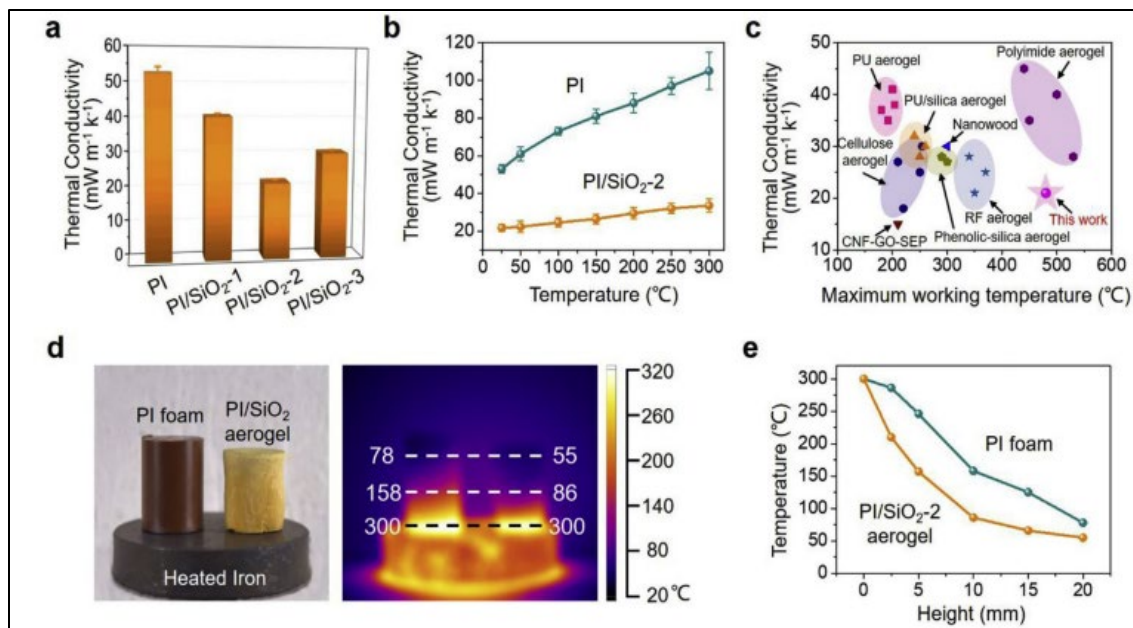 a
Thermal Conductivity
(mW m⁻¹ k⁻¹)
60
50
40
30
20
10
0
PI
PI/SiO₂-1
PI/SiO₂-2
PI/SiO₂-3
b
Thermal Conductivity
(mW m⁻¹ k⁻¹)
120
100
80
60
40
20
PI
PI/SiO₂-2
0 50 100 150 200 250 300
Temperature (℃)
c
Thermal Conductivity
(mW m⁻¹ k⁻¹)
50
40
30
20
10
PU aerogel
Polyimide aerogel
PU/silica aerogel
Nanowood
Cellulose
aerogel
RF aerogel
This work
CNF-GO-SEP
Phenolic-silica aerogel
100 200 300 400 500 600
Maximum working temperature (℃)
d
PI foam
PI/SiO₂
aerogel
Heated Iron
78 55
158 86
300 300
320
260
200
140
80
20℃
e
Temperature (℃)
300
250
200
150
100
50
0
PI foam
PI/SiO₂-2
aerogel
0 5 10 15 20
Height (mm)